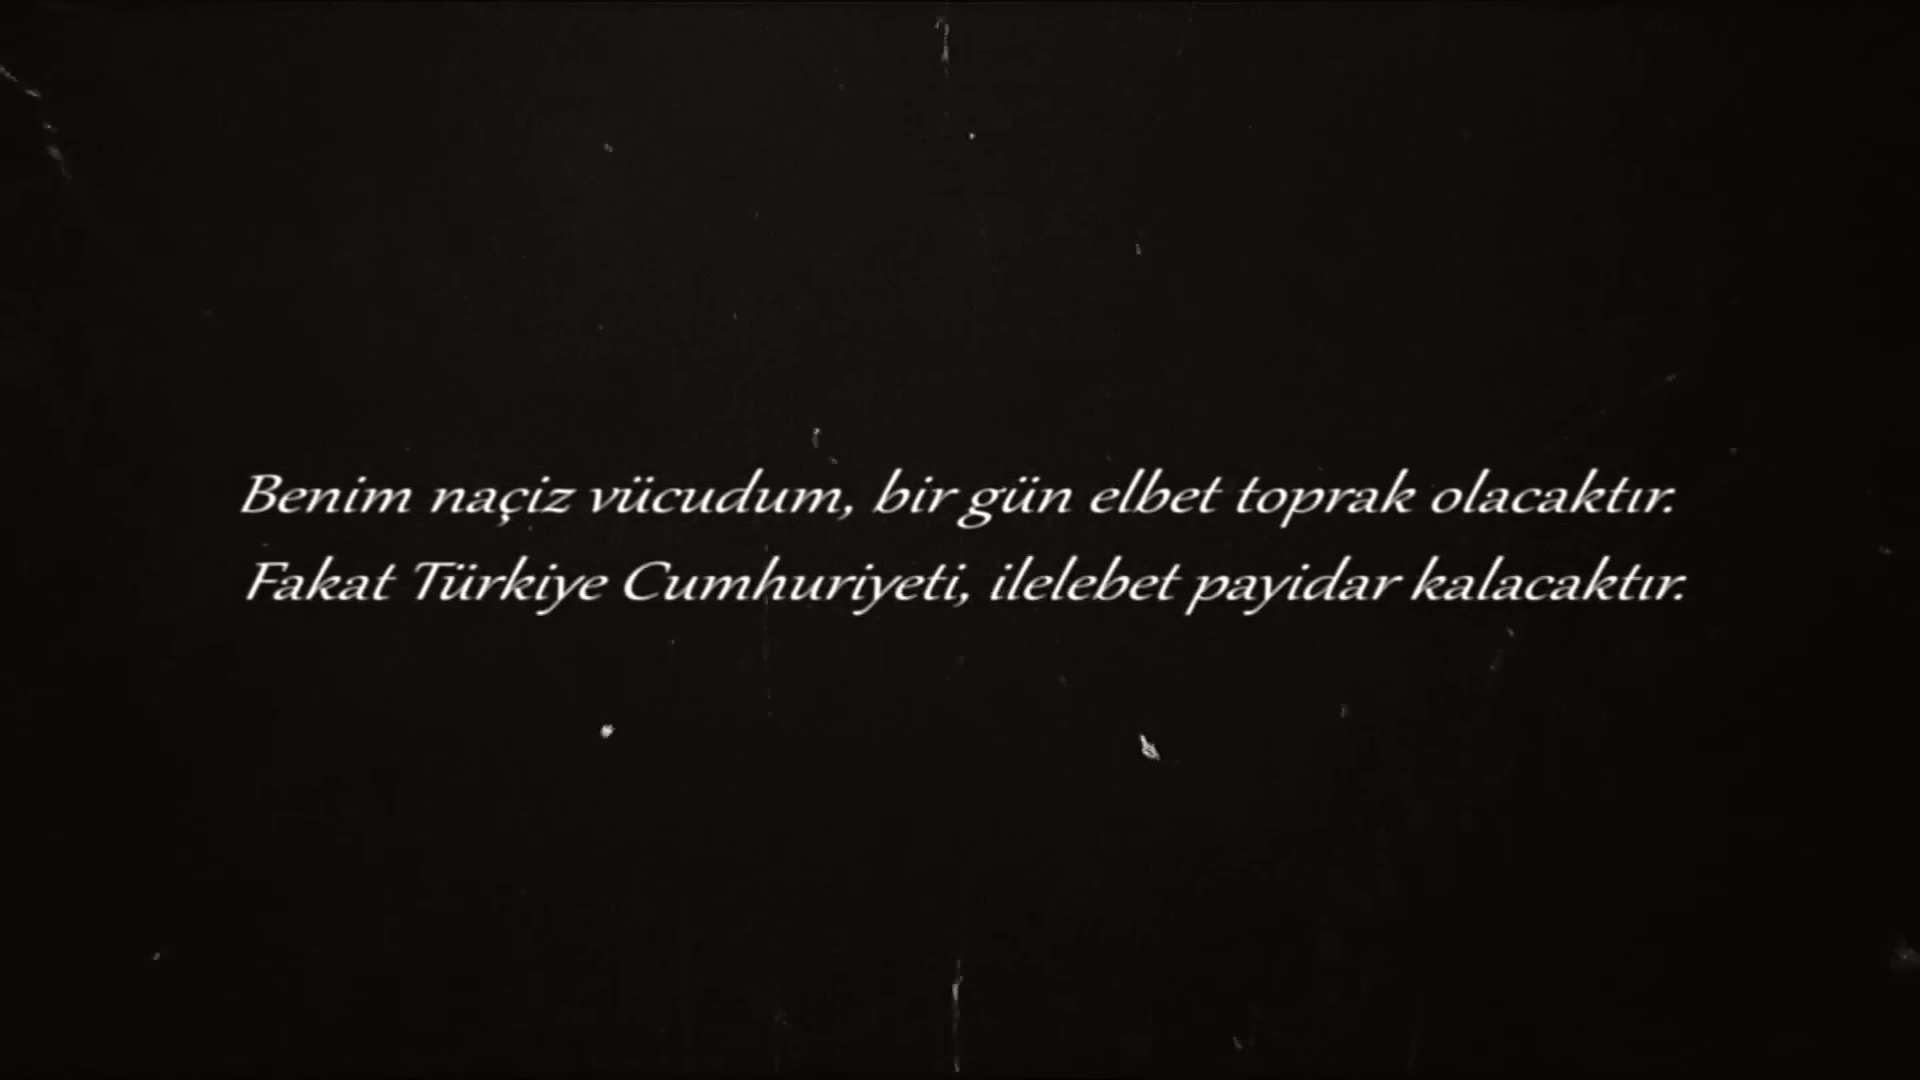 Benim naçiz vücudum, bir gün elbet toprak olacaktır.
Fakat Türkiye Cumhuriyeti, ilelebet payidar kalacaktır.